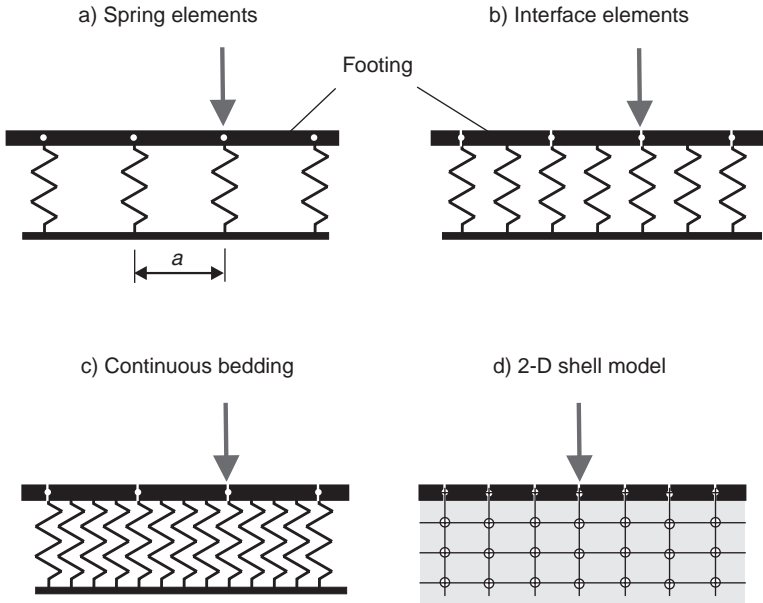 a) Spring elements
b) Interface elements
Footing
a
c) Continuous bedding
d) 2-D shell model